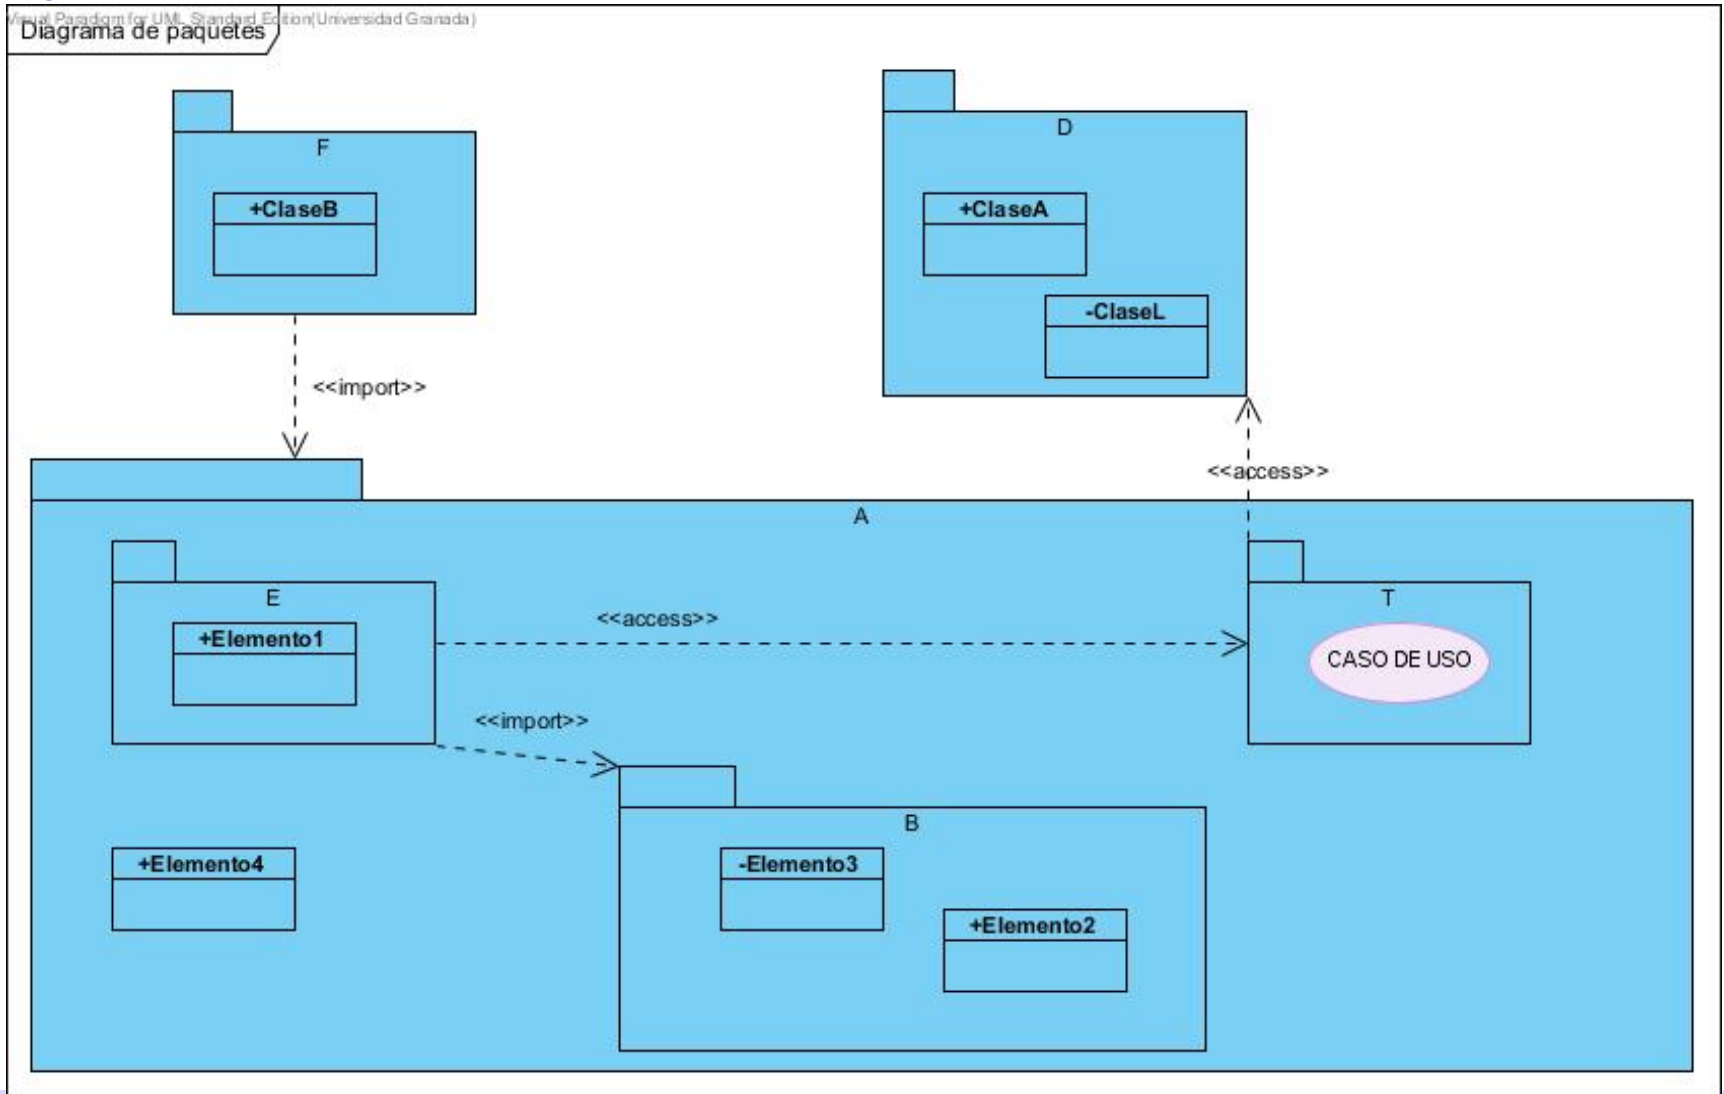 Visual Paradigm for UML Standard Edition(Universidad Granada)
Diagrama de paquetes
F
+ClaseB
D
+ClaseA
-ClaseL
<<import>>
<<access>>
A
E
+Elemento1
<<access>>
T
CASO DE USO
<<import>>
B
+Elemento4
-Elemento3
+Elemento2